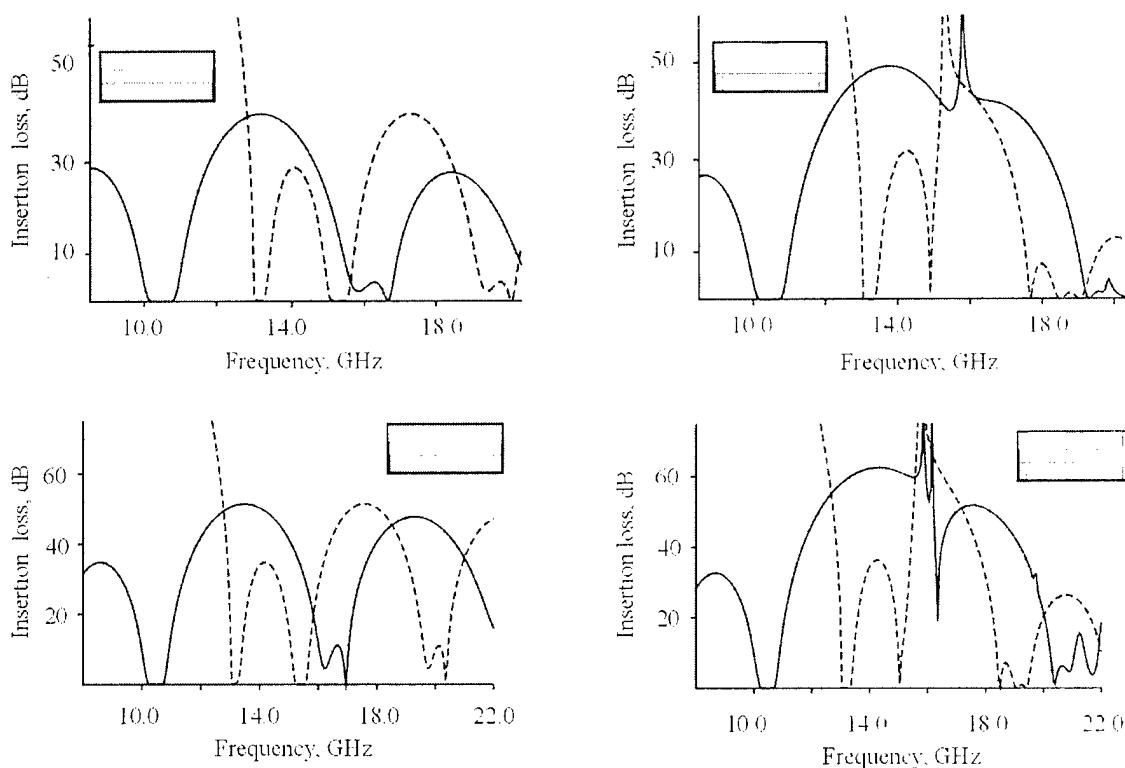 Insertion loss, dB
50
30
10
10.0 14.0 18.0
Frequency, GHz
Insertion loss, dB
50
30
10
10.0 14.0 18.0
Frequency, GHz
Insertion loss, dB
60
40
20
10.0 14.0 18.0 22.0
Frequency, GHz
Insertion loss, dB
60
40
20
10.0 14.0 18.0 22.0
Frequency, GHz